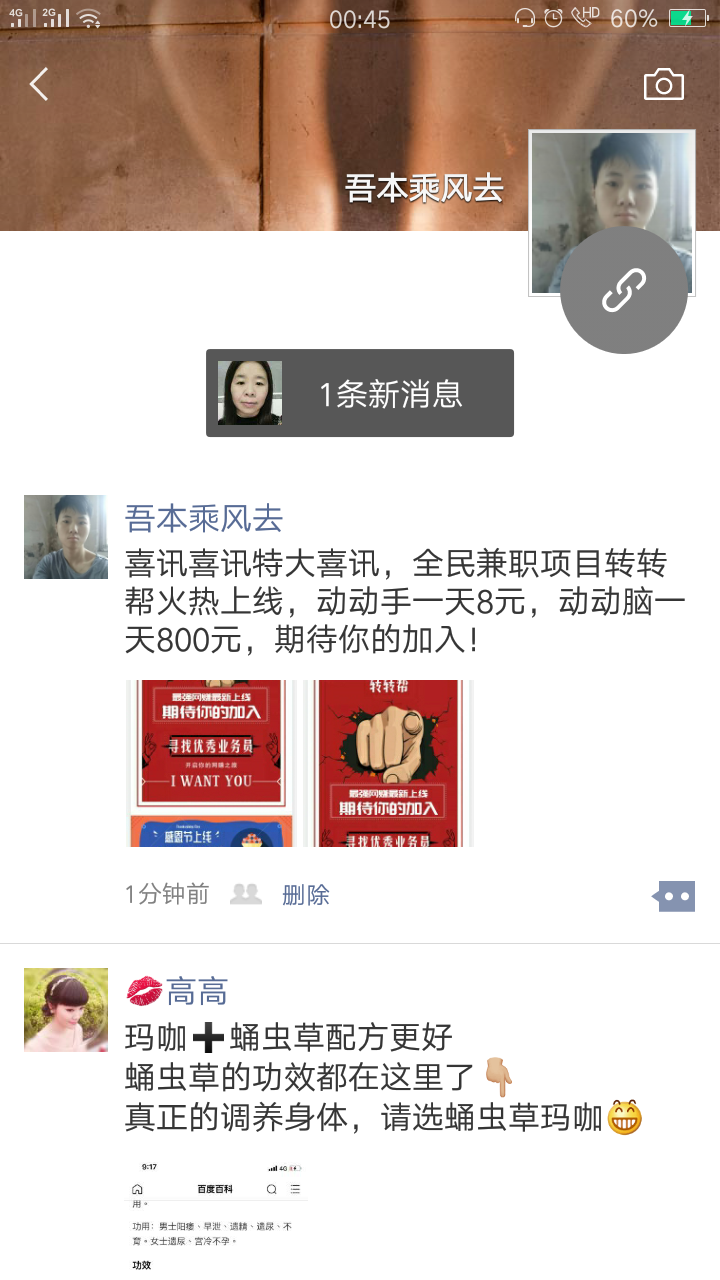 4G 2G 00:45 HD 60%
吾本乘风去
1条新消息
吾本乘风去
喜讯喜讯特大喜讯，全民兼职项目转转
帮火热上线，动动手一天8元，动动脑一
天800元，期待你的加入!
最强网赚最新上线
期待你的加入
寻找优秀业务员
开启你的网赚之旅
I WANT YOU
感恩节上线
转转帮
最强网赚最新上线
期待你的加入
寻找优秀业务员
1分钟前 删除
💋高高
玛咖➕蛹虫草配方更好
蛹虫草的功效都在这里了👇
真正的调养身体，请选蛹虫草玛咖😁
9:17 4G
百度百科
用。
功用：男士阳痿、早泄、遗精、遗尿、不
育。女士遗尿、宫冷不孕。
功效